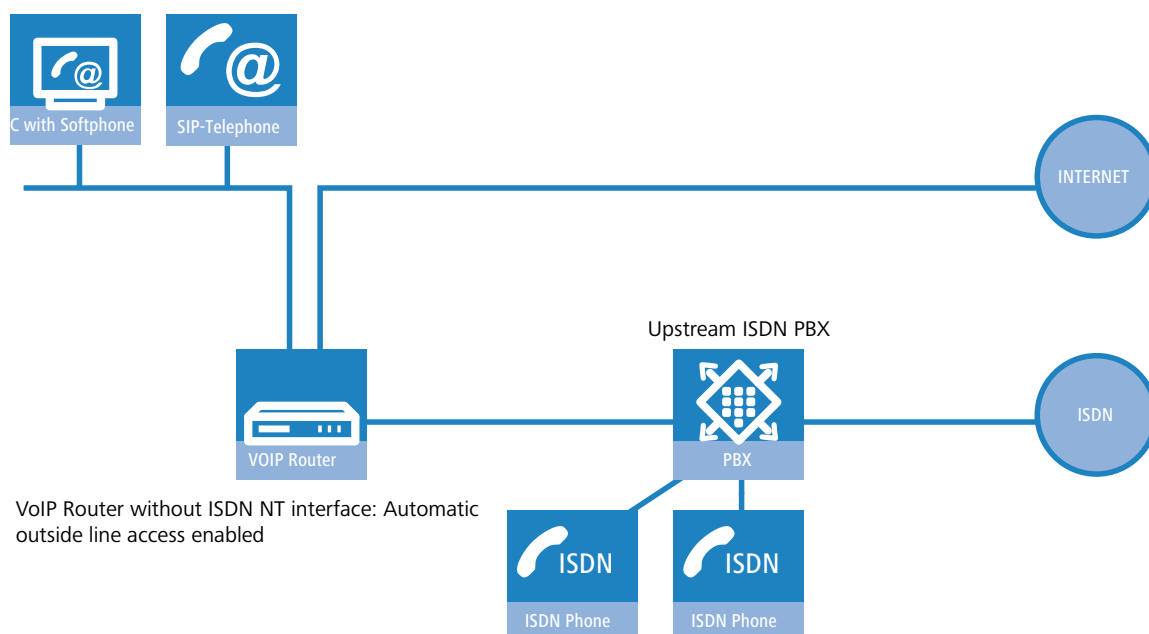 @
@
C with Softphone
SIP-Telephone
INTERNET
Upstream ISDN PBX
VOIP Router
PBX
ISDN
VoIP Router without ISDN NT interface: Automatic
outside line access enabled
ISDN
ISDN
ISDN Phone
ISDN Phone